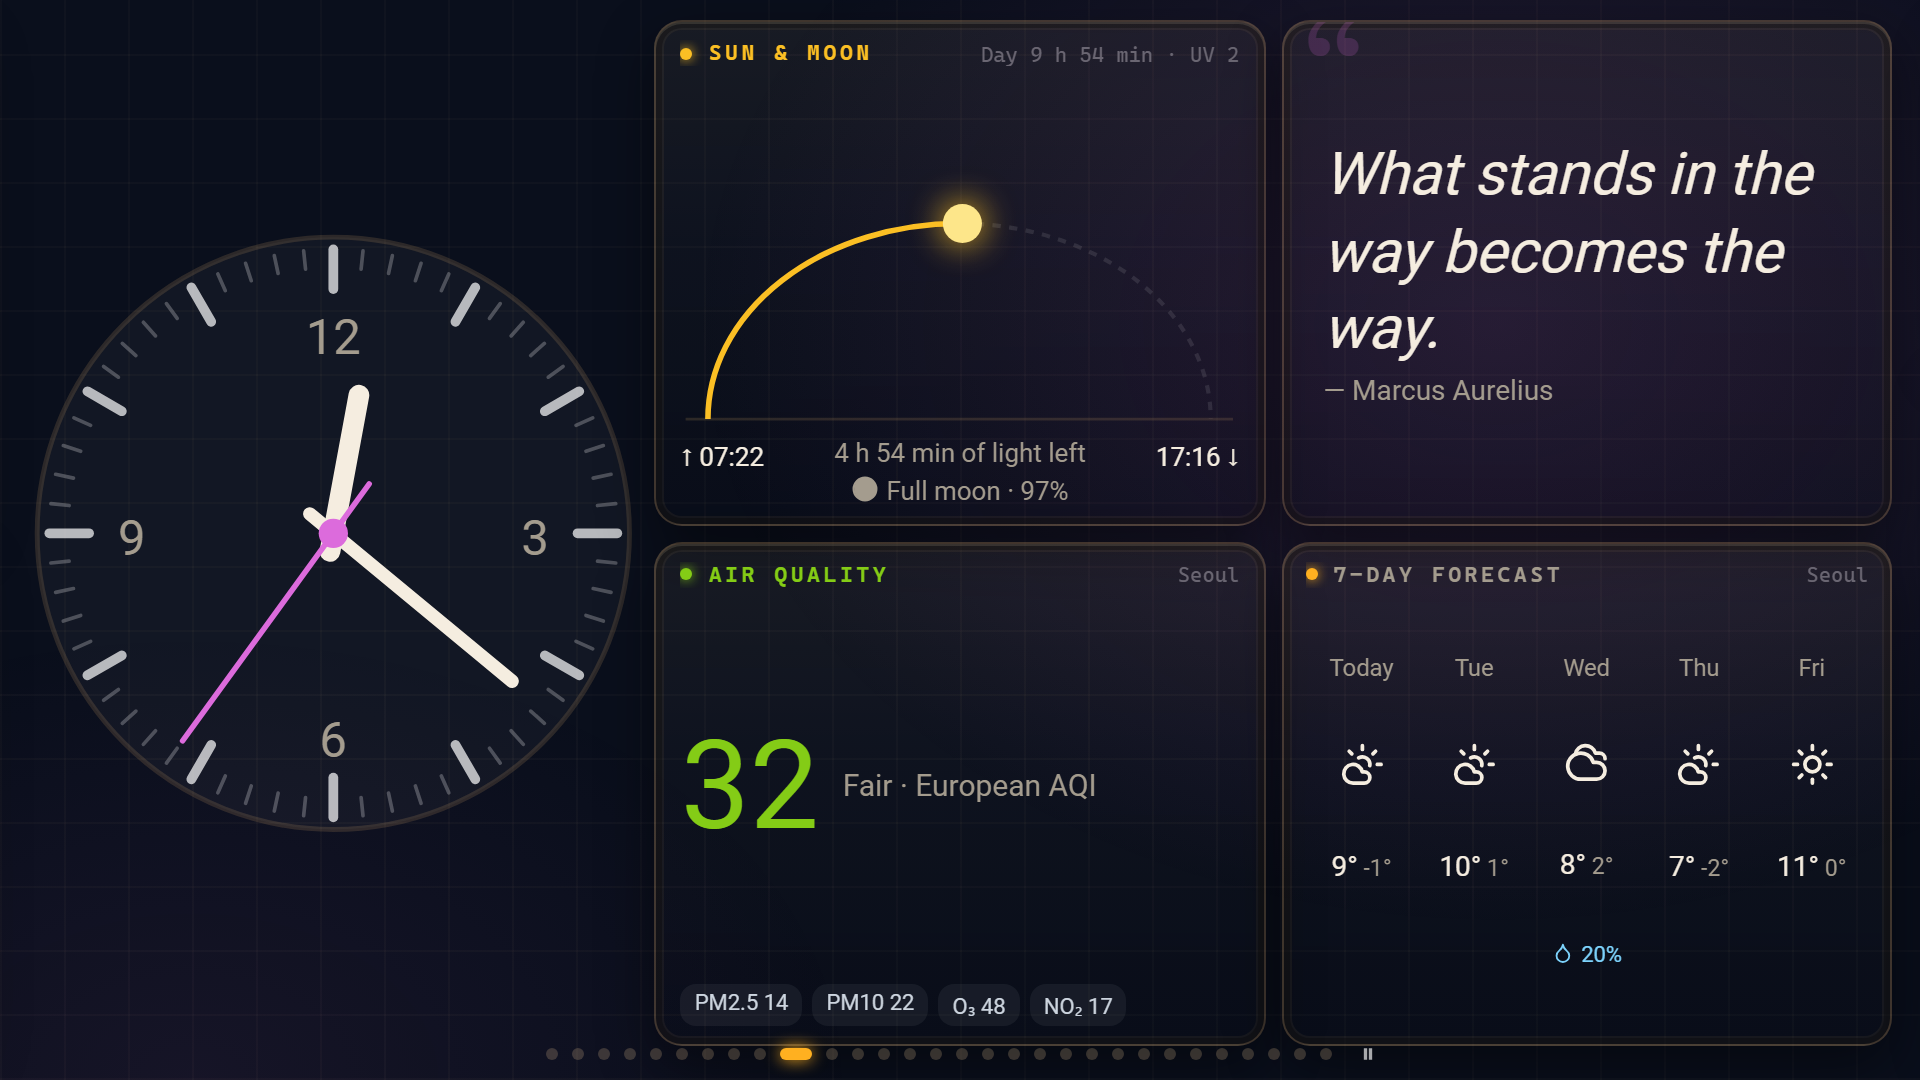 12
3
6
9
SUN & MOON
Day 9 h 54 min · UV 2
↑ 07:22
4 h 54 min of light left
17:16 ↓
Full moon · 97%
“
What stands in the
way becomes the
way.
— Marcus Aurelius
AIR QUALITY
Seoul
32
Fair · European AQI
PM2.5 14
PM10 22
O₃ 48
NO₂ 17
7-DAY FORECAST
Seoul
Today Tue Wed Thu Fri
9° -1° 10° 1° 8° 2° 7° -2° 11° 0°
20%